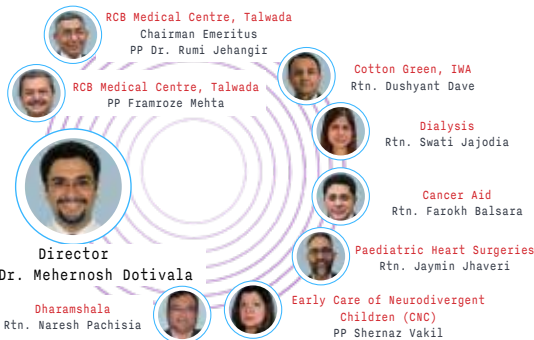 RCB Medical Centre, Talwada
Chairman Emeritus
PP Dr. Rumi Jehangir
RCB Medical Centre, Talwada
PP Framroze Mehta
Cotton Green, IWA
Rtn. Dushyant Dave
Dialysis
Rtn. Swati Jajodia
Cancer Aid
Rtn. Farokh Balsara
Paediatric Heart Surgeries
Rtn. Jaymin Jhaveri
Director
Dr. Mehernosh Dotivala
Early Care of Neurodivergent
Children (CNC)
PP Shernaz Vakil
Dharamshala
Rtn. Naresh Pachisia